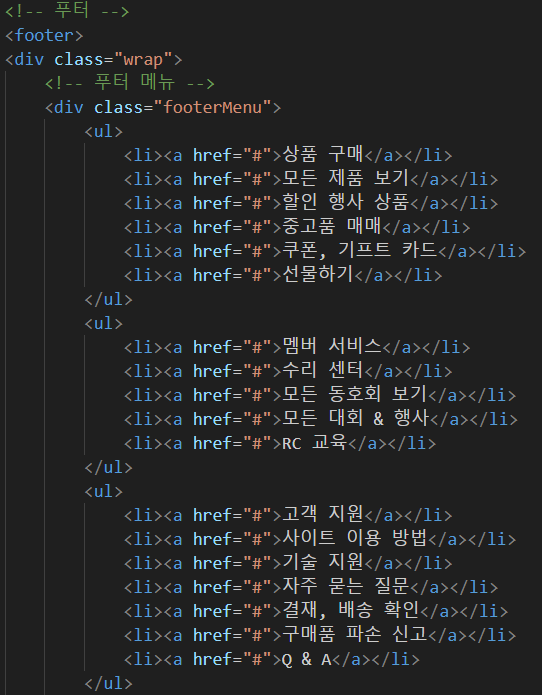 <!-- 푸터 -->
<footer>
<div class="wrap">
<!-- 푸터 메뉴 -->
<div class="footerMenu">
<ul>
<li><a href="#">상품 구매</a></li>
<li><a href="#">모든 제품 보기</a></li>
<li><a href="#">할인 행사 상품</a></li>
<li><a href="#">중고품 매매</a></li>
<li><a href="#">쿠폰, 기프트 카드</a></li>
<li><a href="#">선물하기</a></li>
</ul>
<ul>
<li><a href="#">멤버 서비스</a></li>
<li><a href="#">수리 센터</a></li>
<li><a href="#">모든 동호회 보기</a></li>
<li><a href="#">모든 대회 & 행사</a></li>
<li><a href="#">RC 교육</a></li>
</ul>
<ul>
<li><a href="#">고객 지원</a></li>
<li><a href="#">사이트 이용 방법</a></li>
<li><a href="#">기술 지원</a></li>
<li><a href="#">자주 묻는 질문</a></li>
<li><a href="#">결재, 배송 확인</a></li>
<li><a href="#">구매품 파손 신고</a></li>
<li><a href="#">Q & A</a></li>
</ul>